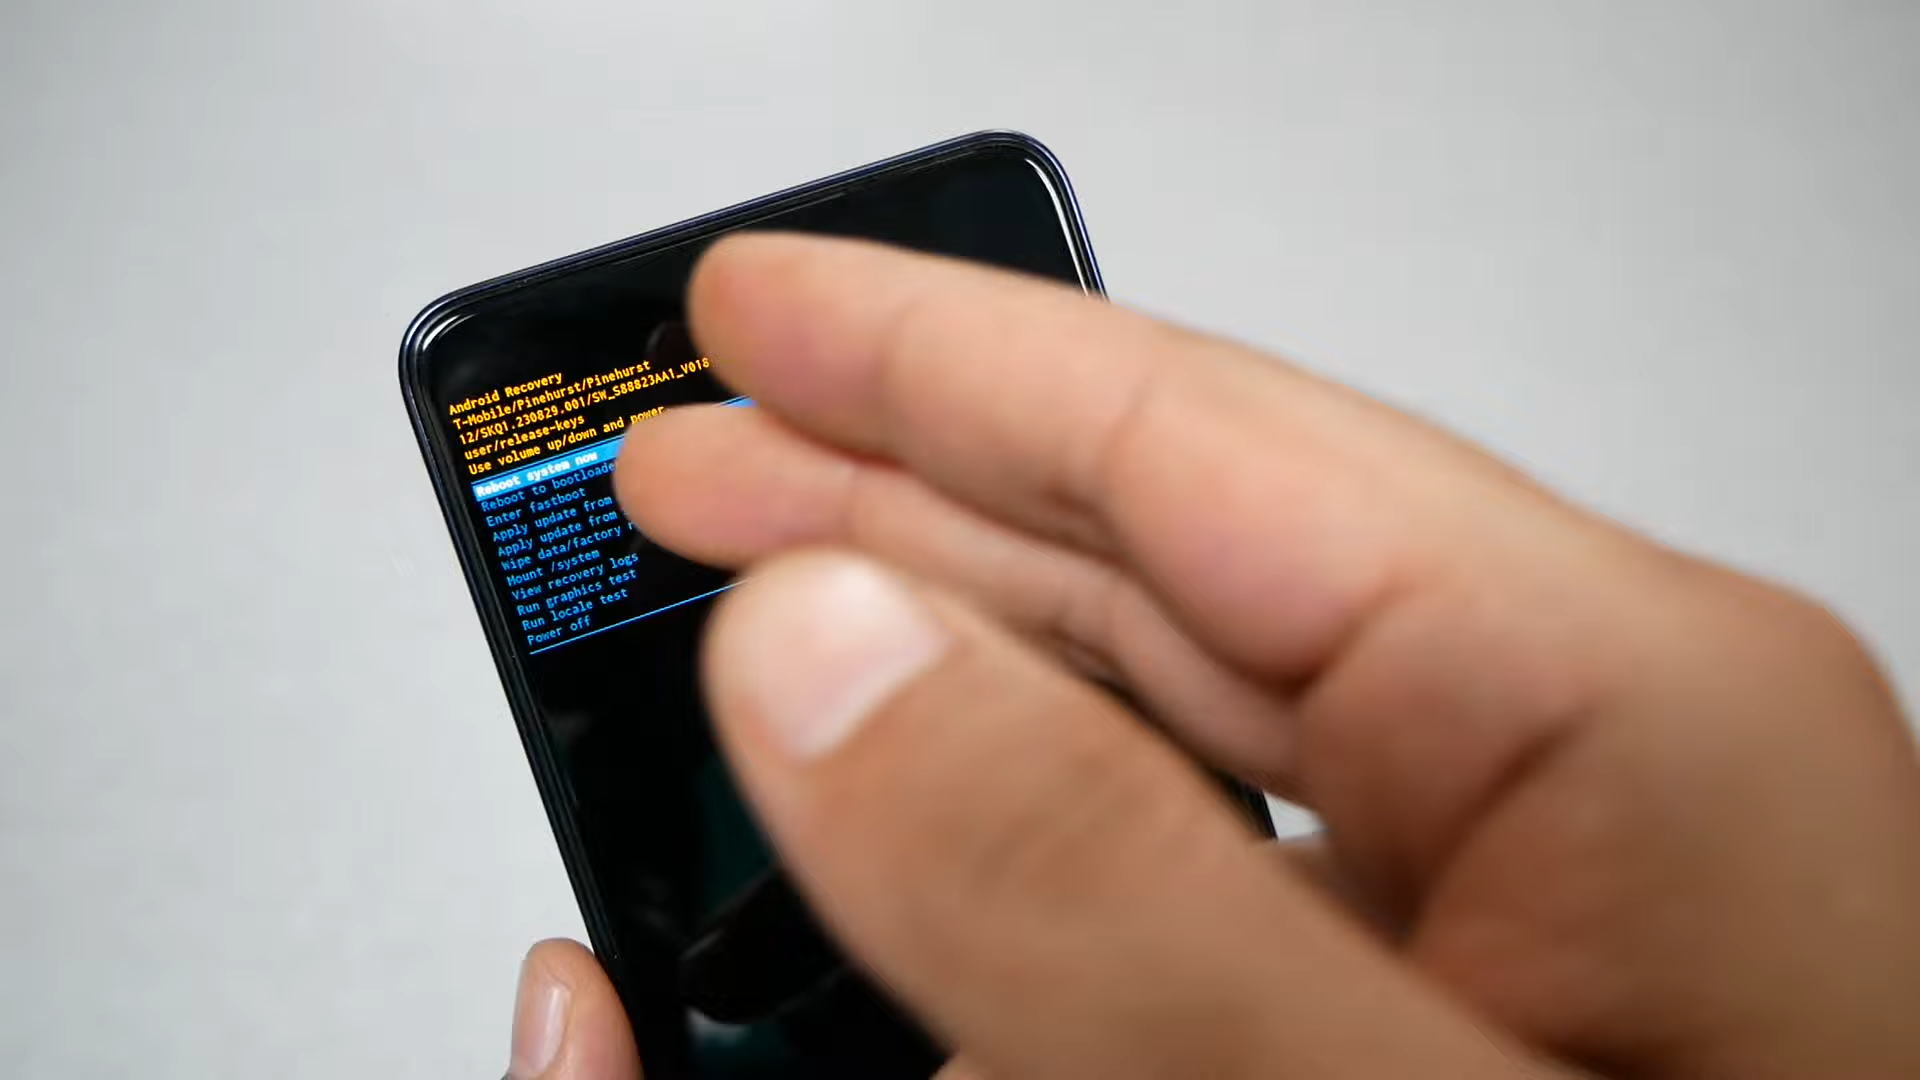 Android Recovery
T-Mobile/Pinehurst/Pinehurst
12/SKQ1.230829.001/SW_S88823AA1_V018
user/release-keys
Use volume up/down and power
Reboot system now
Reboot to bootloade
Enter fastboot
Apply update from
Apply update from
Wipe data/factory
Mount /system
View recovery logs
Run graphics test
Run locale test
Power off